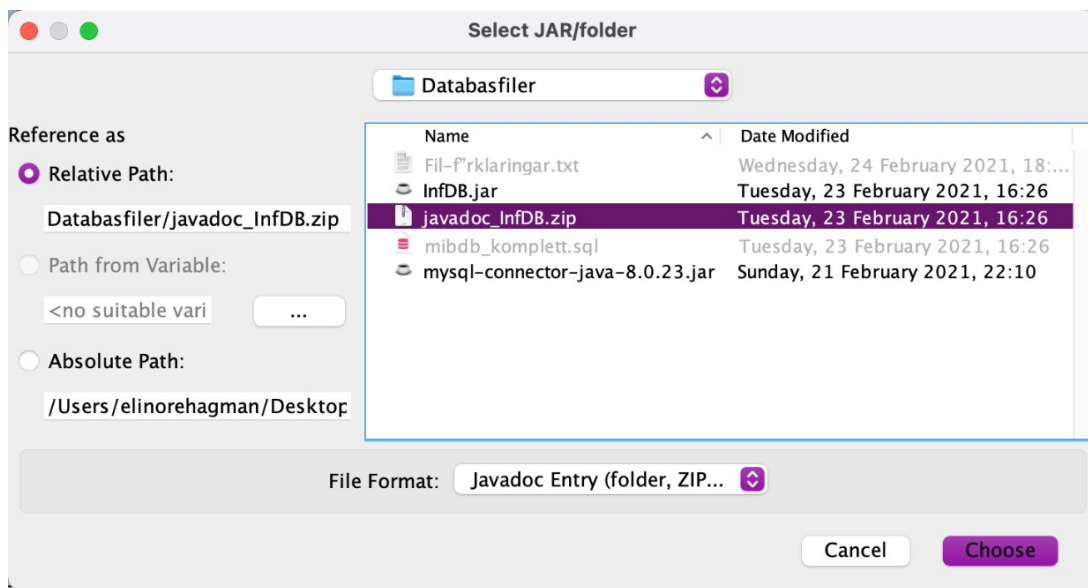 Select JAR/folder
Databasfiler
Reference as
Relative Path:
Databasfiler/javadoc_InfDB.zip
Path from Variable:
<no suitable vari
...
Absolute Path:
/Users/elinorehagman/Desktop
Name Date Modified
Fil-f"rklaringar.txt Wednesday, 24 February 2021, 18:...
InfDB.jar Tuesday, 23 February 2021, 16:26
javadoc_InfDB.zip Tuesday, 23 February 2021, 16:26
mibdb_komplett.sql Tuesday, 23 February 2021, 16:26
mysql-connector-java-8.0.23.jar Sunday, 21 February 2021, 22:10
File Format: Javadoc Entry (folder, ZIP...
Cancel Choose